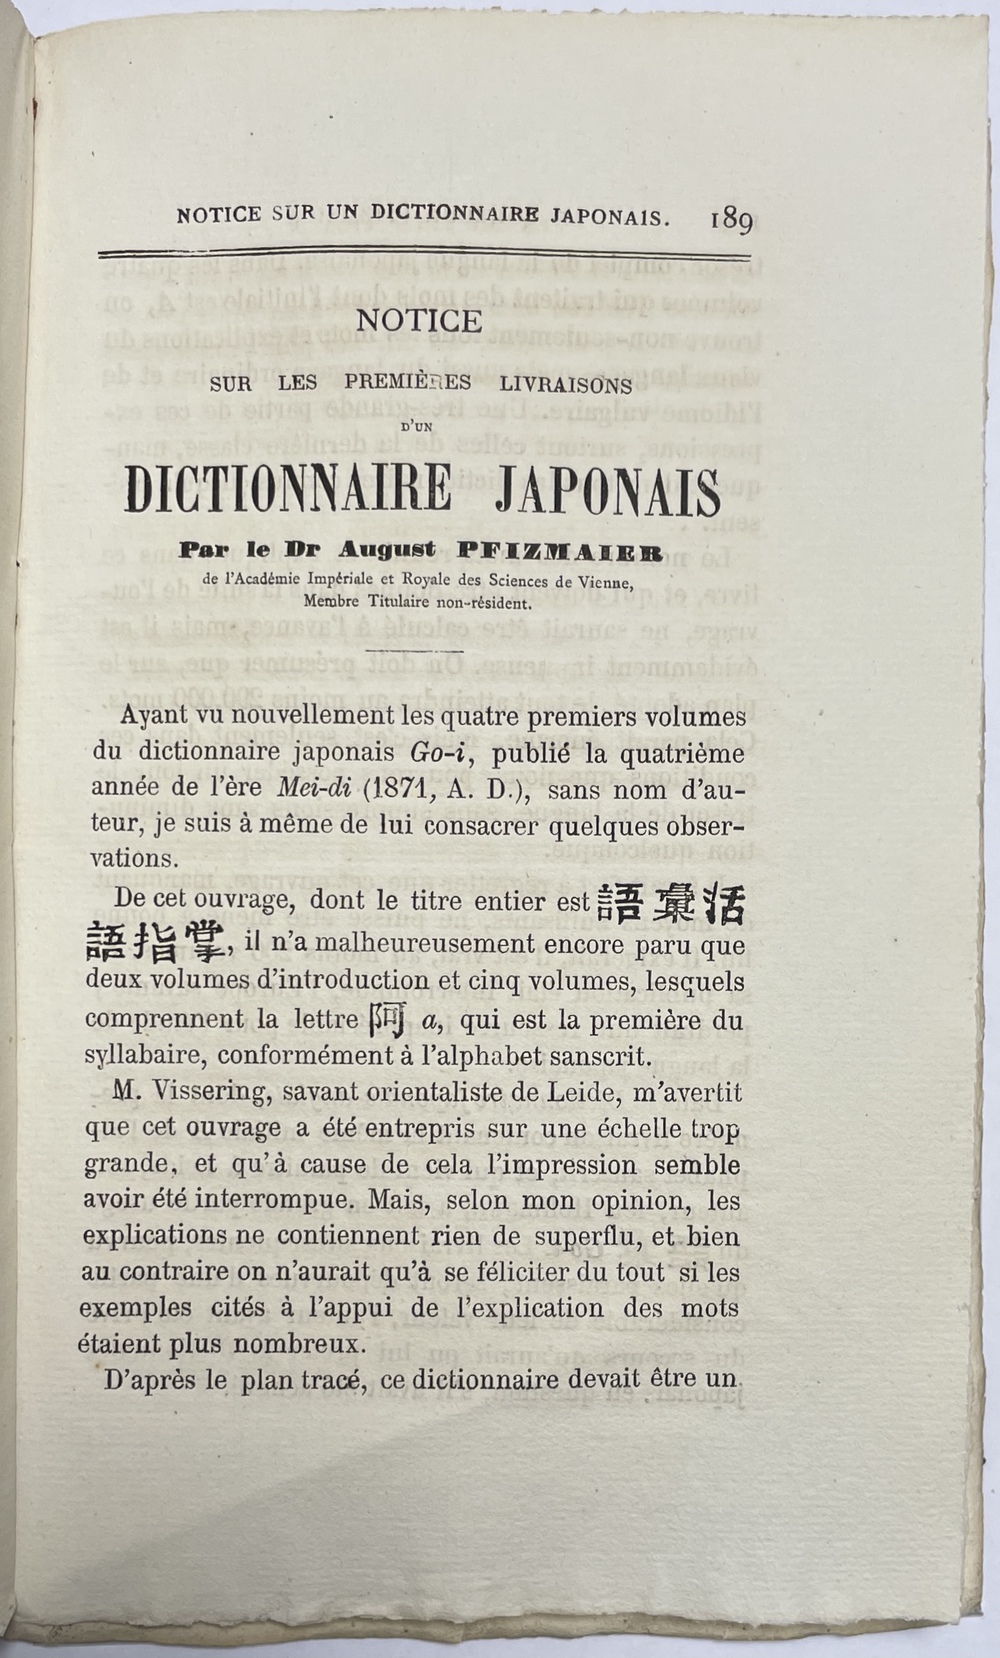 NOTICE SUR UN DICTIONNAIRE JAPONAIS. 189
NOTICE
SUR LES PREMIÈRES LIVRAISONS
D'UN
DICTIONNAIRE JAPONAIS
Par le Dr August PFIZMAIER
de l'Académie Impériale et Royale des Sciences de Vienne,
Membre Titulaire non-résident.
Ayant vu nouvellement les quatre premiers volumes
du dictionnaire japonais Go-i, publié la quatrième
année de l'ère Mei-di (1871, A. D.), sans nom d'au-
teur, je suis à même de lui consacrer quelques obser-
vations.
De cet ouvrage, dont le titre entier est 語彙活
語指掌, il n'a malheureusement encore paru que
deux volumes d'introduction et cinq volumes, lesquels
comprennent la lettre 阿 a, qui est la première du
syllabaire, conformément à l'alphabet sanscrit.
M. Vissering, savant orientaliste de Leide, m'avertit
que cet ouvrage a été entrepris sur une échelle trop
grande, et qu'à cause de cela l'impression semble
avoir été interrompue. Mais, selon mon opinion, les
explications ne contiennent rien de superflu, et bien
au contraire on n'aurait qu'à se féliciter du tout si les
exemples cités à l'appui de l'explication des mots
étaient plus nombreux.
D'après le plan tracé, ce dictionnaire devait être un